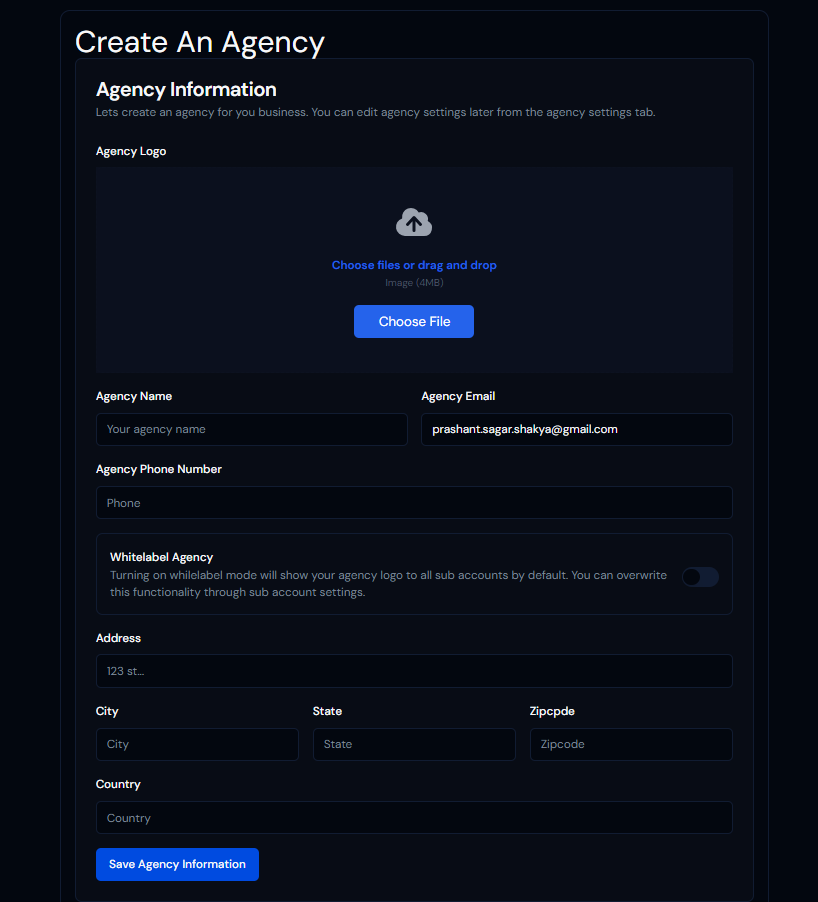 Create An Agency
Agency Information
Lets create an agency for you business. You can edit agency settings later from the agency settings tab.
Agency Logo
Choose files or drag and drop
Image (4MB)
Choose File
Agency Name
Agency Email
Your agency name
prashant.sagar.shakya@gmail.com
Agency Phone Number
Phone
Whitelabel Agency
Turning on whilelabel mode will show your agency logo to all sub accounts by default. You can overwrite
this functionality through sub account settings.
Address
123 st...
City
State
Zipcpde
City
State
Zipcode
Country
Country
Save Agency Information